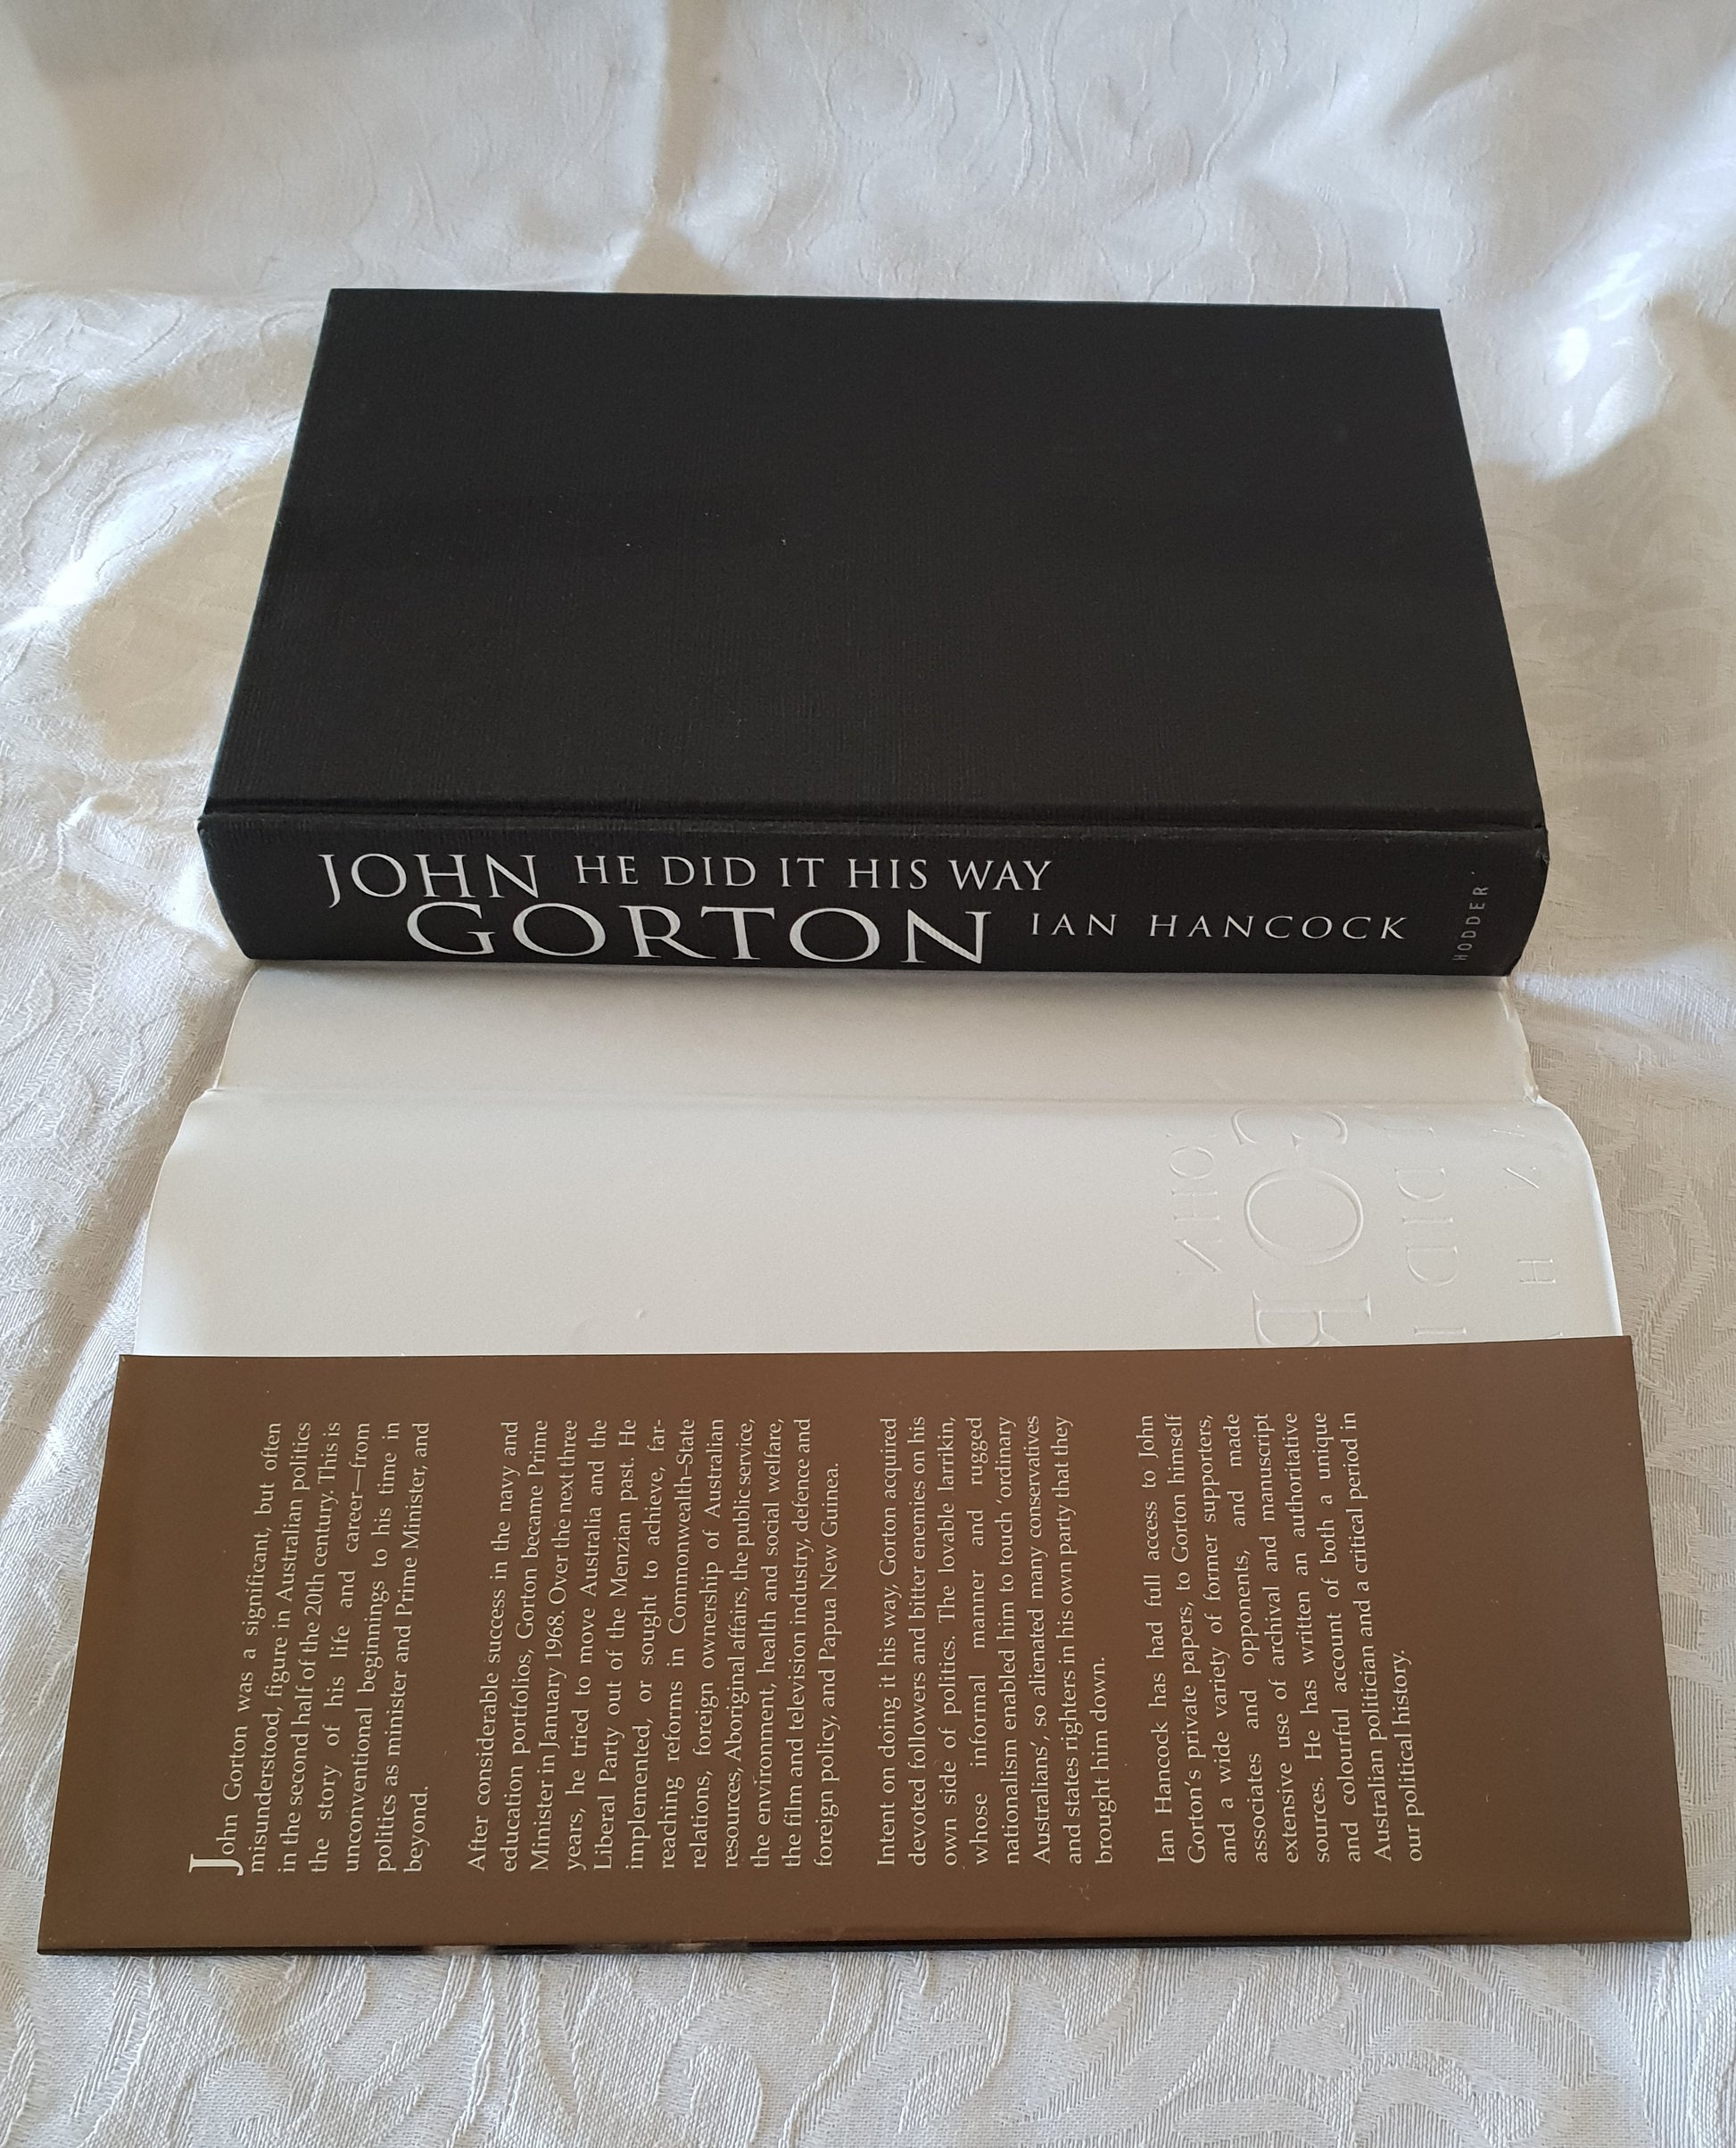 JOHN HE DID IT HIS WAY
GORTON IAN HANCOCK
HODDER
JOHN
GOR
DID I
H
John Gorton was a significant, but often
misunderstood, figure in Australian politics
in the second half of the 20th century. This is
the story of his life and career—from
unconventional beginnings to his time in
politics as minister and Prime Minister, and
beyond.
After considerable success in the navy and
education portfolios, Gorton became Prime
Minister in January 1968. Over the next three
years, he tried to move Australia and the
Liberal Party out of the Menzian past. He
implemented, or sought to achieve, far-
reaching reforms in Commonwealth–State
relations, foreign ownership of Australian
resources, Aboriginal affairs, the public service,
the environment, health and social welfare,
the film and television industry, defence and
foreign policy, and Papua New Guinea.
Intent on doing it his way, Gorton acquired
devoted followers and bitter enemies on his
own side of politics. The lovable larrikin,
whose informal manner and rugged
nationalism enabled him to touch 'ordinary
Australians', so alienated many conservatives
and states righters in his own party that they
brought him down.
Ian Hancock has had full access to John
Gorton's private papers, to Gorton himself
and a wide variety of former supporters,
associates and opponents, and made
extensive use of archival and manuscript
sources. He has written an authoritative
and colourful account of both a unique
Australian politician and a critical period in
our political history.